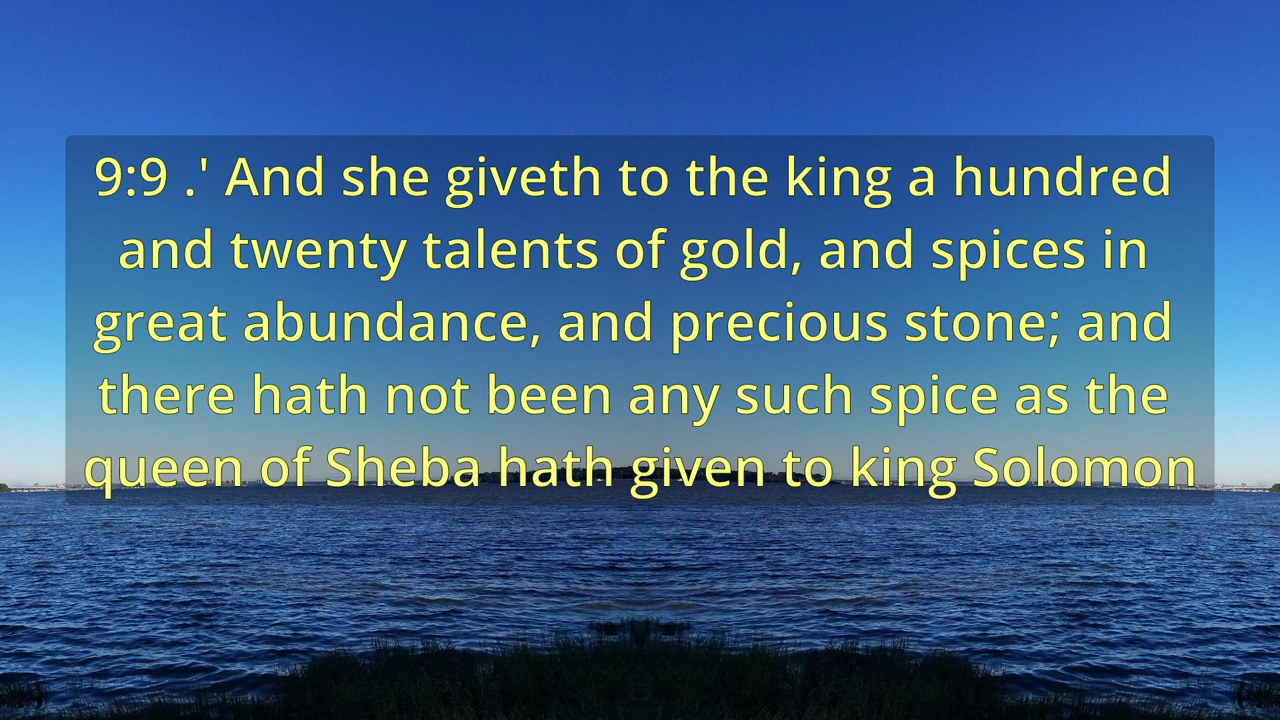 9:9 .' And she giveth to the king a hundred
and twenty talents of gold, and spices in
great abundance, and precious stone; and
there hath not been any such spice as the
queen of Sheba hath given to king Solomon